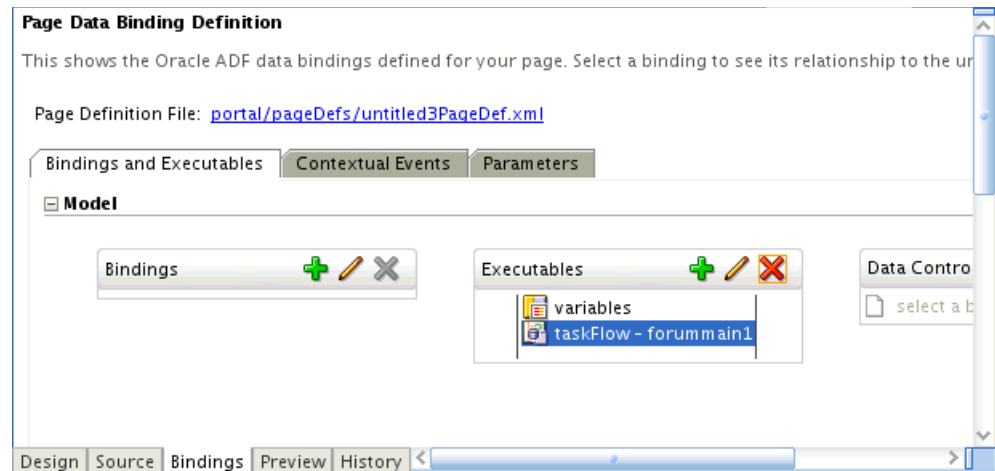 Page Data Binding Definition
This shows the Oracle ADF data bindings defined for your page. Select a binding to see its relationship to the
Page Definition File: portal/pageDefs/untitled3PageDef.xml
Bindings and Executables Contextual Events Parameters
Model
Bindings Executables Data Contro
variables select a b
taskFlow - forummain1
Design Source Bindings Preview History